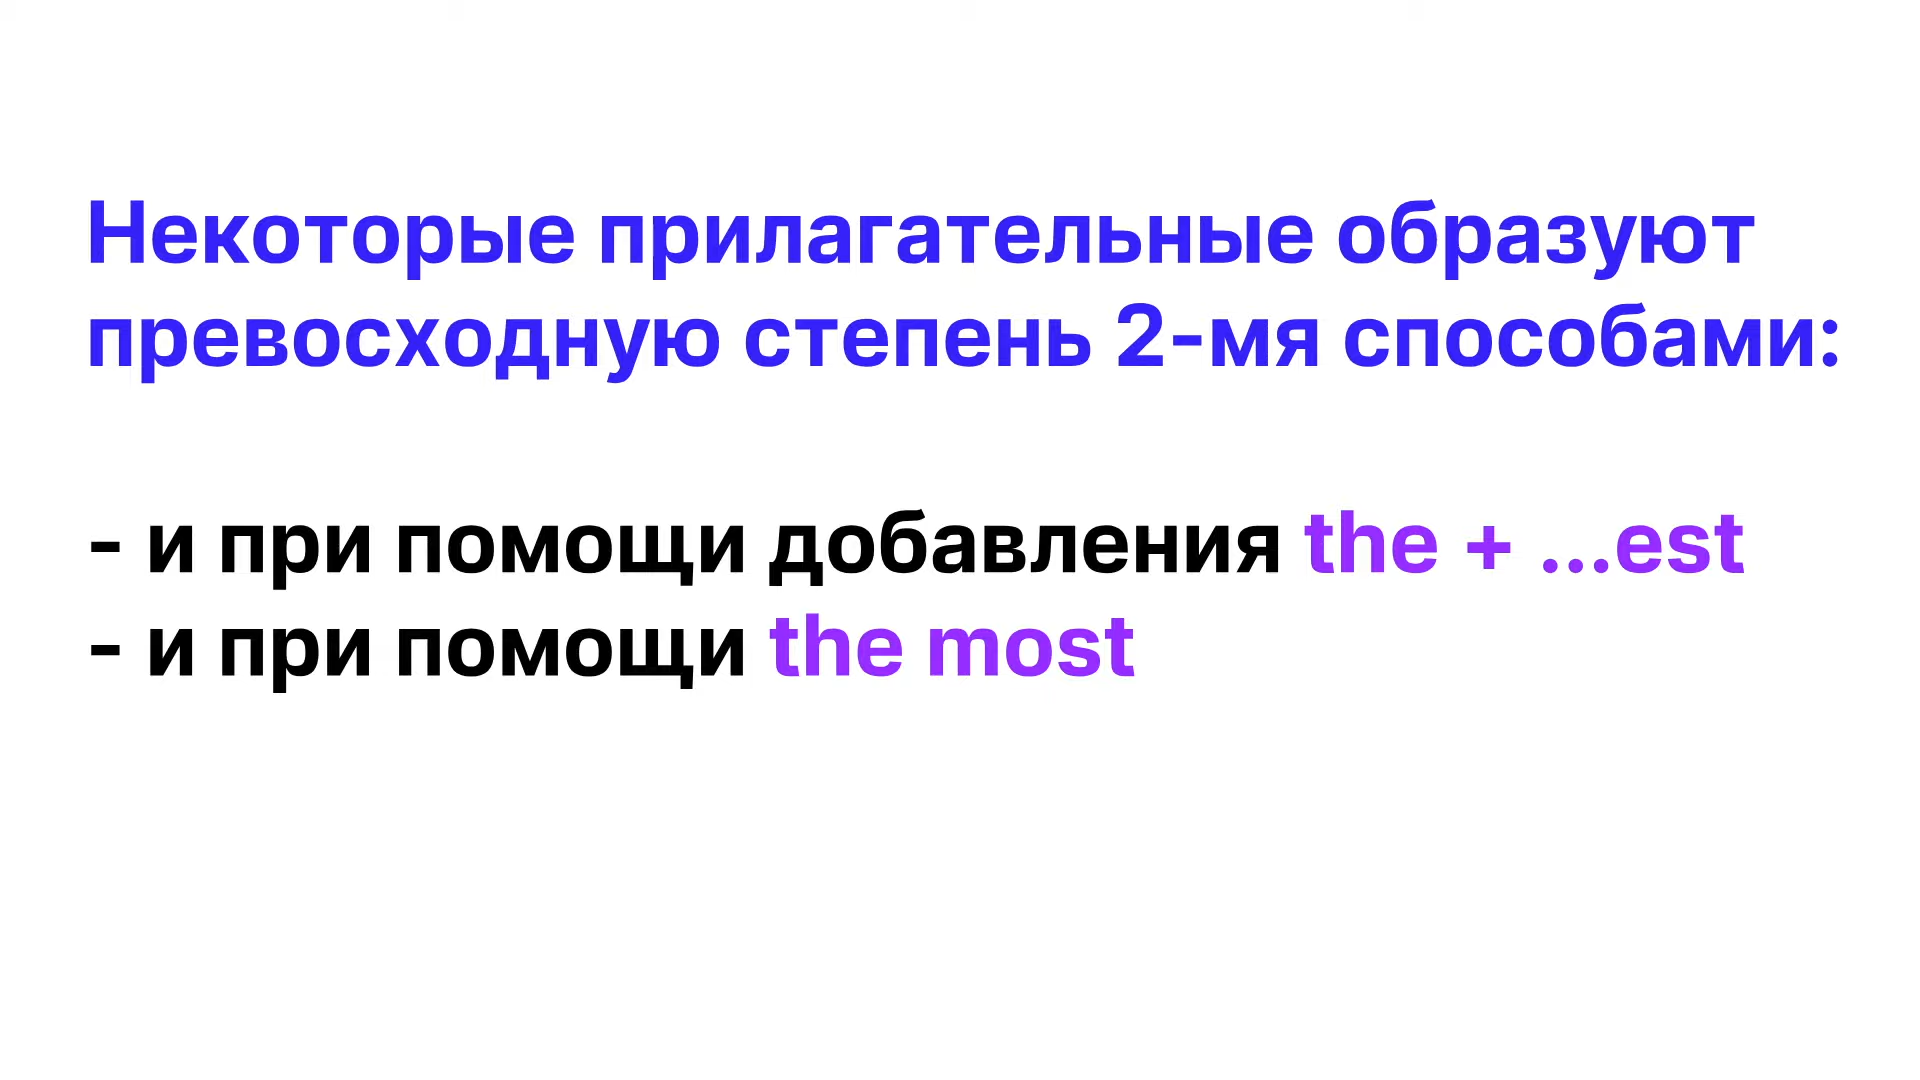 Некоторые прилагательные образуют
превосходную степень 2-мя способами:
- и при помощи добавления the + ...est
- и при помощи the most